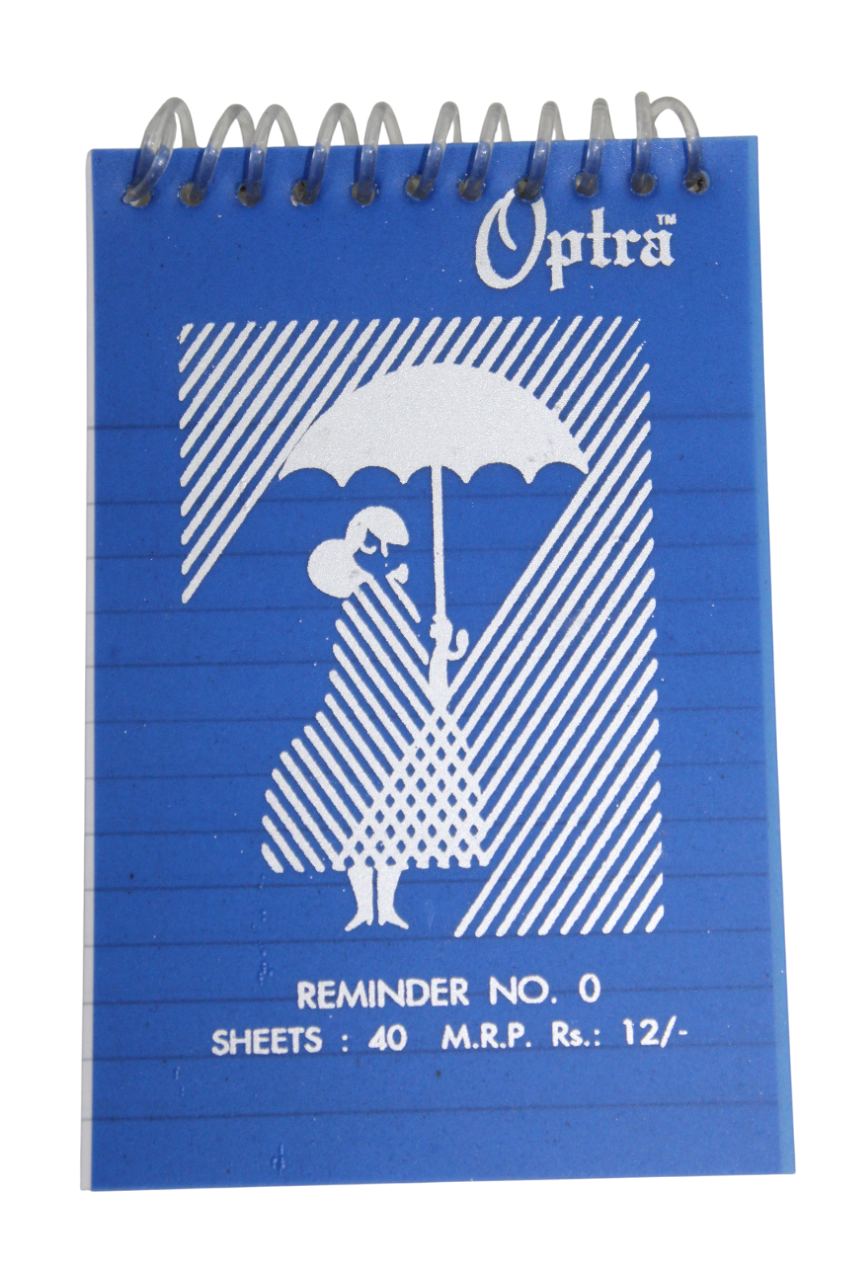 Optra™
REMINDER NO. 0
SHEETS : 40 M.R.P. Rs.: 12/-